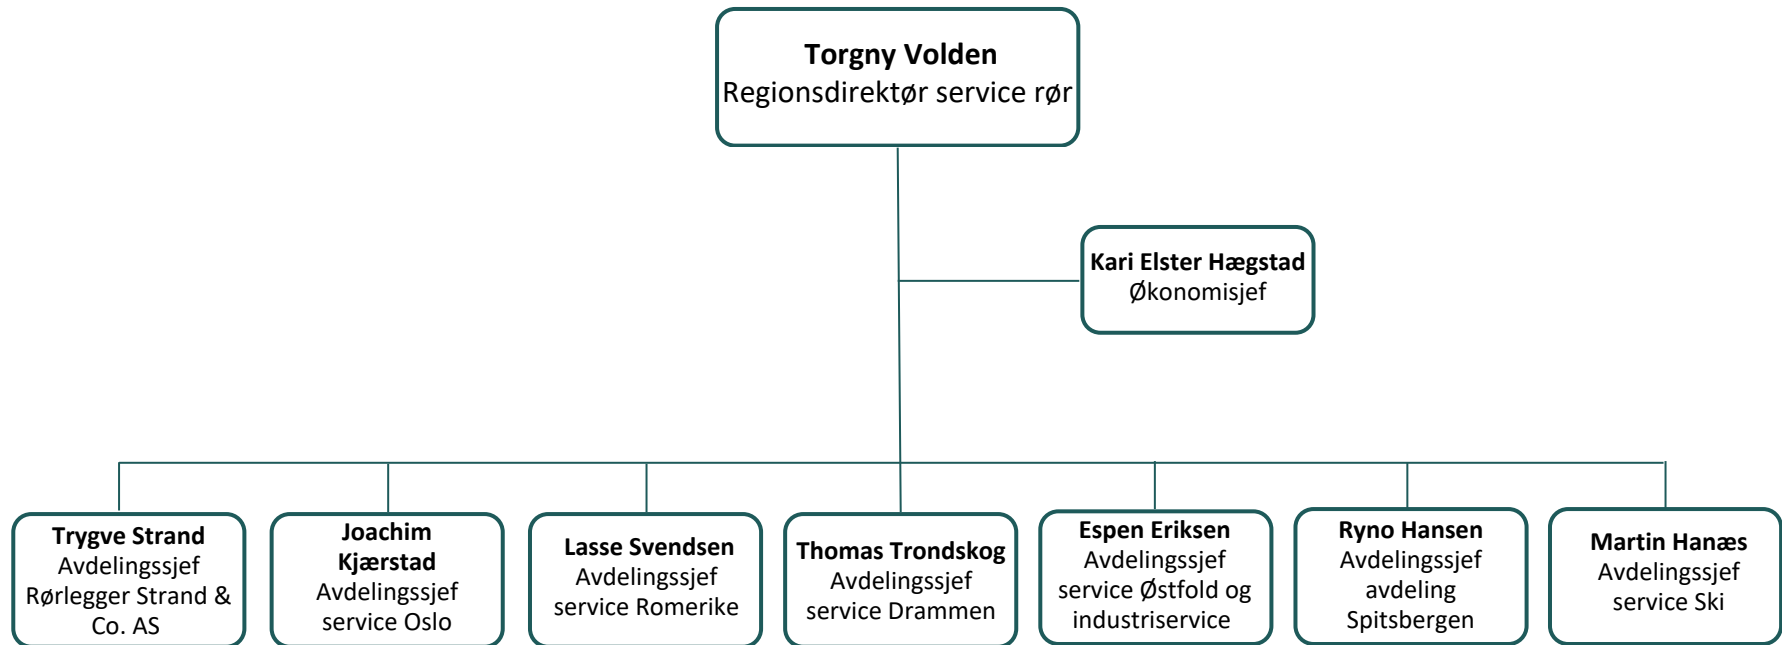 Torgny Volden
Regionsdirektør service rør
Kari Elster Hægstad
Økonomisjef
Trygve Strand
Avdelingssjef
Rørlegger Strand &
Co. AS
Joachim
Kjærstad
Avdelingssjef
service Oslo
Lasse Svendsen
Avdelingssjef
service Romerike
Thomas Trondskog
Avdelingssjef
service Drammen
Espen Eriksen
Avdelingssjef
service Østfold og
industriservice
Ryno Hansen
Avdelingssjef
avdeling
Spitsbergen
Martin Hanæs
Avdelingssjef
service Ski